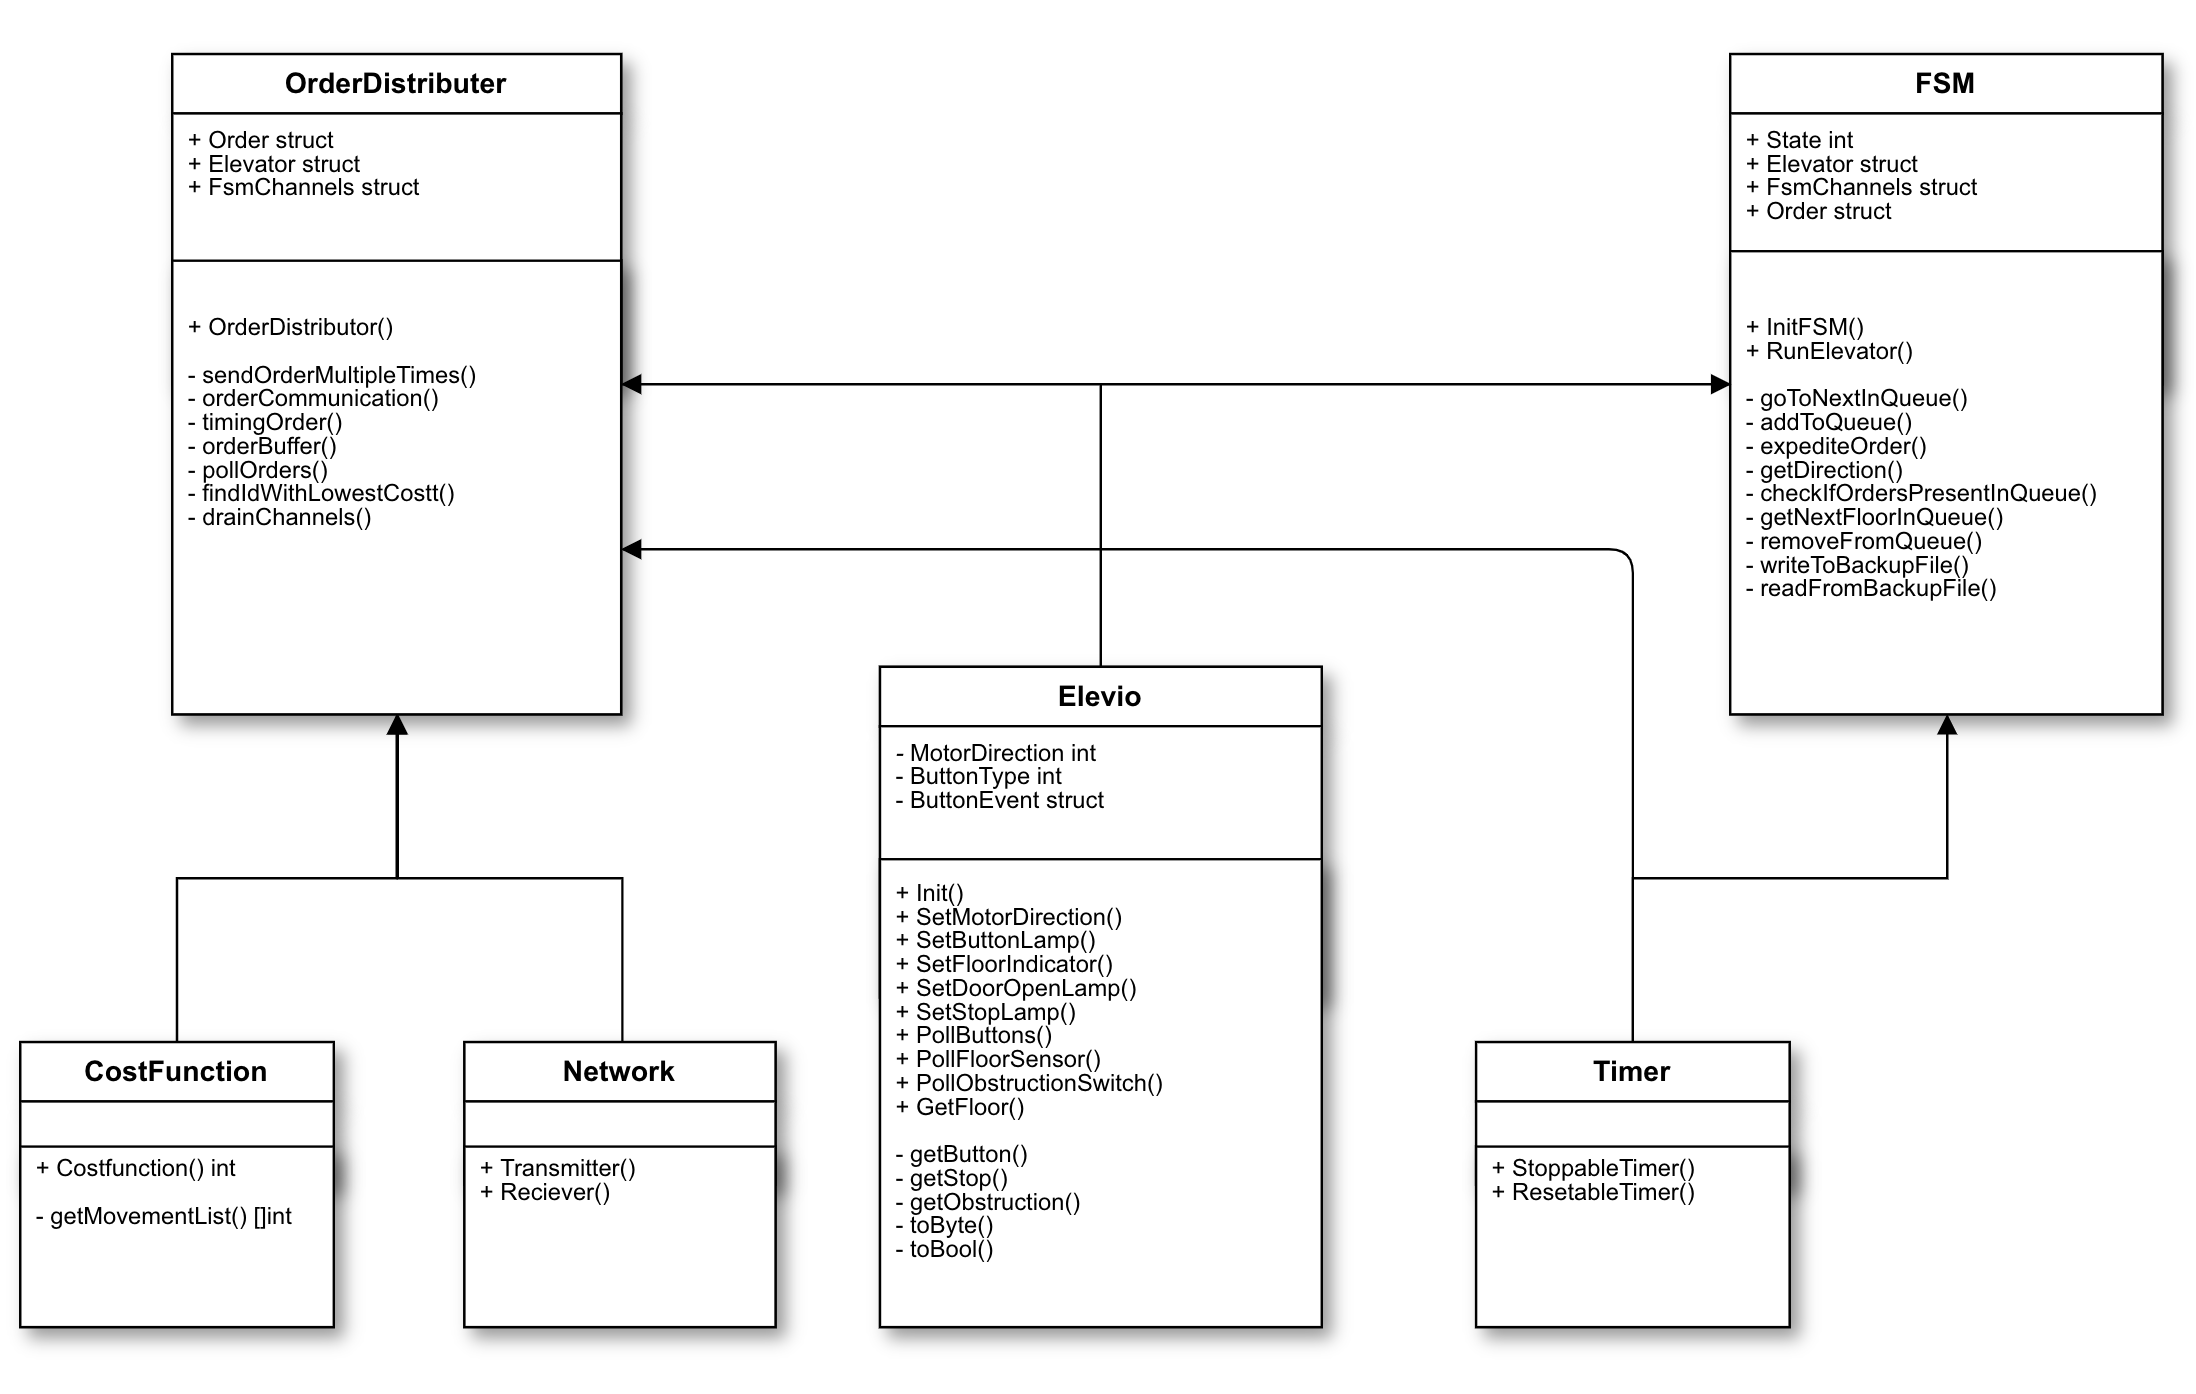 OrderDistributer
+ Order struct
+ Elevator struct
+ FsmChannels struct
+ OrderDistributor()
- sendOrderMultipleTimes()
- orderCommunication()
- timingOrder()
- orderBuffer()
- pollOrders()
- findIdWithLowestCostt()
- drainChannels()
FSM
+ State int
+ Elevator struct
+ FsmChannels struct
+ Order struct
+ InitFSM()
+ RunElevator()
- goToNextInQueue()
- addToQueue()
- expediteOrder()
- getDirection()
- checkIfOrdersPresentInQueue()
- getNextFloorInQueue()
- removeFromQueue()
- writeToBackupFile()
- readFromBackupFile()
Elevio
- MotorDirection int
- ButtonType int
- ButtonEvent struct
+ Init()
+ SetMotorDirection()
+ SetButtonLamp()
+ SetFloorIndicator()
+ SetDoorOpenLamp()
+ SetStopLamp()
+ PollButtons()
+ PollFloorSensor()
+ PollObstructionSwitch()
+ GetFloor()
- getButton()
- getStop()
- getObstruction()
- toByte()
- toBool()
CostFunction
+ Costfunction() int
- getMovementList() []int
Network
+ Transmitter()
+ Reciever()
Timer
+ StoppableTimer()
+ ResetableTimer()